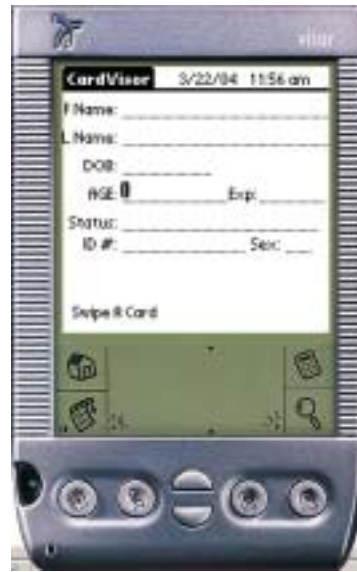 visor
CardVisor 3/22/04 11:56 am
F Name:
L Name:
DOB:
AGE: Exp:
Status:
ID #: Sex:
Swipe A Card